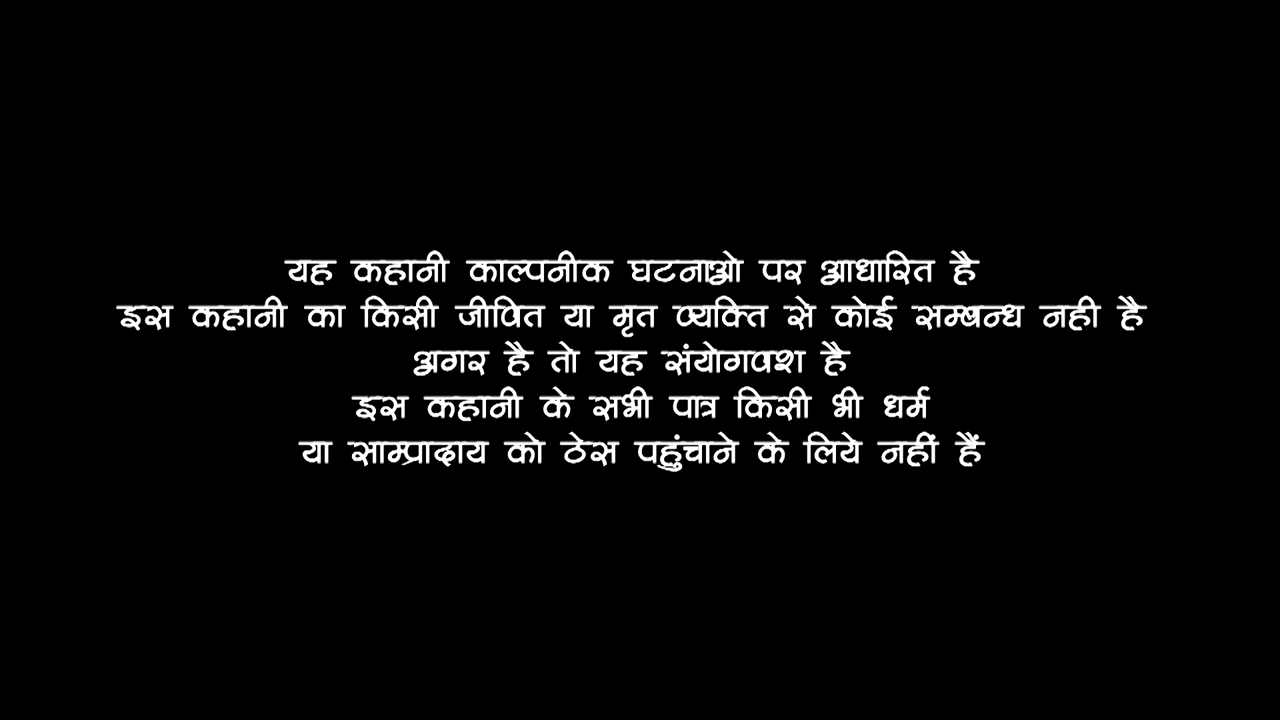 यह कहानी काल्पनीक घटनाओ पर आधारित है
इस कहानी का किसी जीवित या मृत व्यक्ति से कोई सम्बन्ध नही है
अगर है तो यह संयोगवश है
इस कहानी के सभी पात्र किसी भी धर्म
या साम्प्रादाय को ठेस पहुंचाने के लिये नहीं हैं